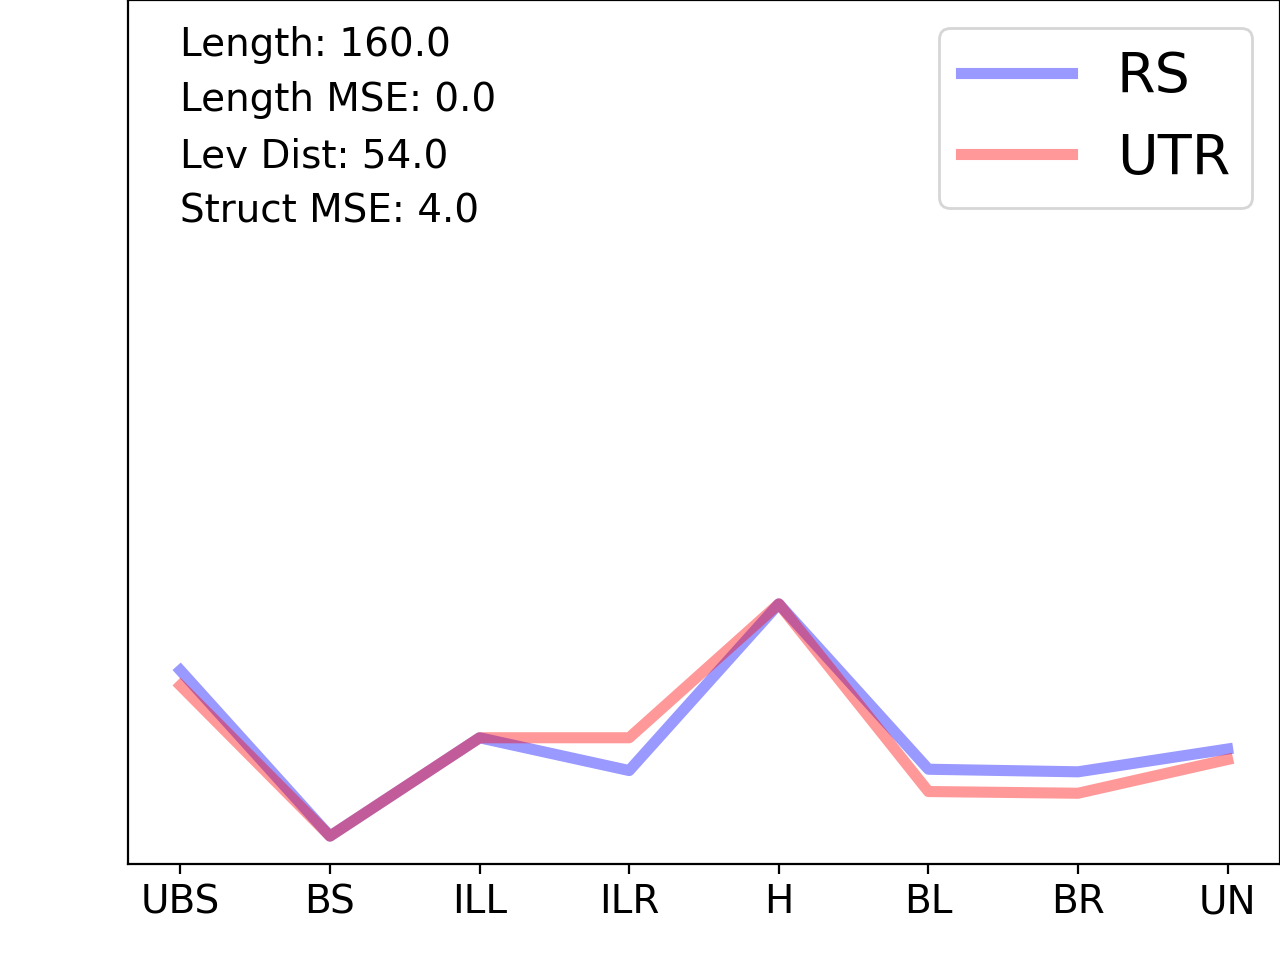 Length: 160.0
Length MSE: 0.0
Lev Dist: 54.0
Struct MSE: 4.0
RS
UTR
UBS BS ILL ILR H BL BR UN